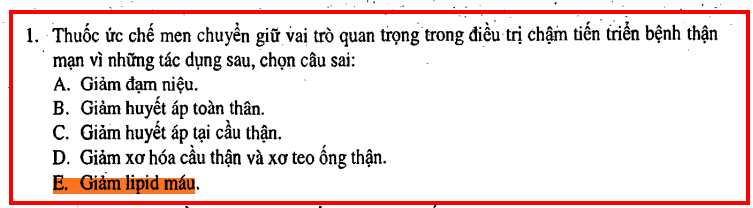 1. Thuốc ức chế men chuyển giữ vai trò quan trọng trong điều trị chậm tiến triển bệnh thận
mạn vì những tác dụng sau, chọn câu sai:
A. Giảm đạm niệu.
B. Giảm huyết áp toàn thân.
C. Giảm huyết áp tại cầu thận.
D. Giảm xơ hóa cầu thận và xơ teo ống thận.
E. Giảm lipid máu.